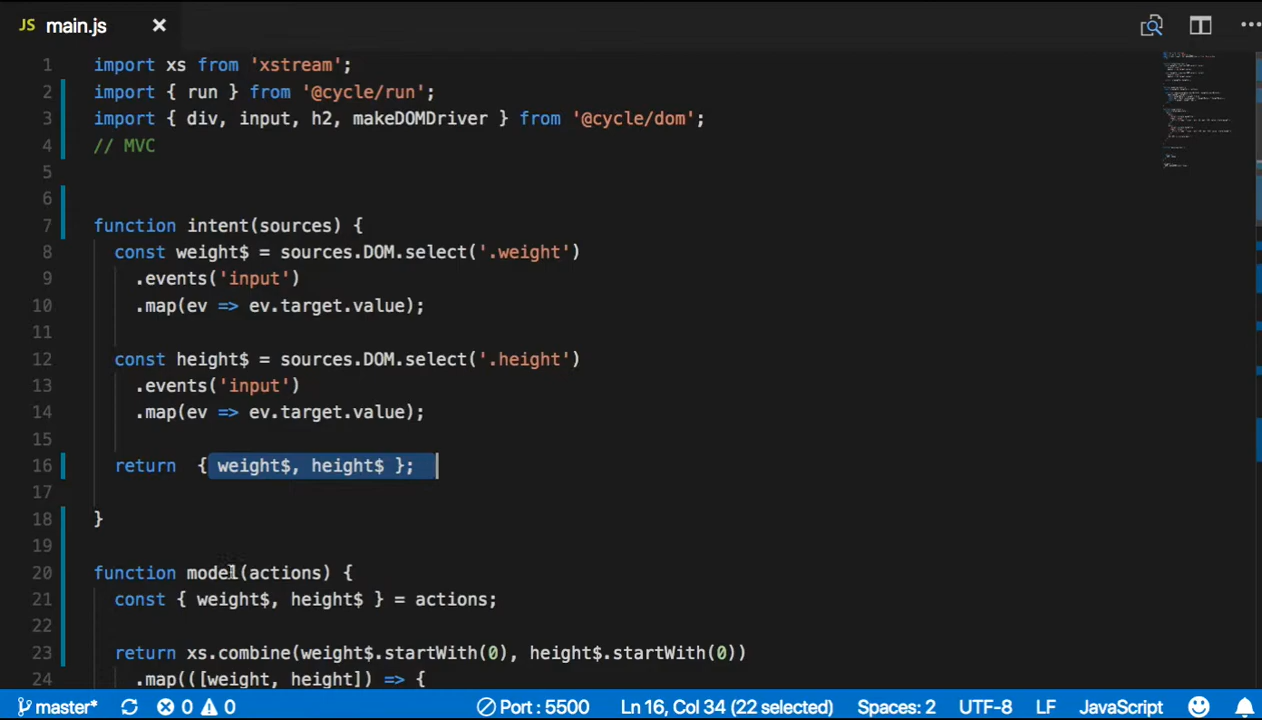 JS main.js ×
1 import xs from 'xstream';
2 import { run } from '@cycle/run';
3 import { div, input, h2, makeDOMDriver } from '@cycle/dom';
4 // MVC
5
6
7 function intent(sources) {
8 const weight$ = sources.DOM.select('.weight')
9 .events('input')
10 .map(ev => ev.target.value);
11
12 const height$ = sources.DOM.select('.height')
13 .events('input')
14 .map(ev => ev.target.value);
15
16 return { weight$, height$ };
17
18 }
19
20 function model(actions) {
21 const { weight$, height$ } = actions;
22
23 return xs.combine(weight$.startWith(0), height$.startWith(0))
24 .map(([weight, height]) => {
master* 0 0 Port : 5500 Ln 16, Col 34 (22 selected) Spaces: 2 UTF-8 LF JavaScript